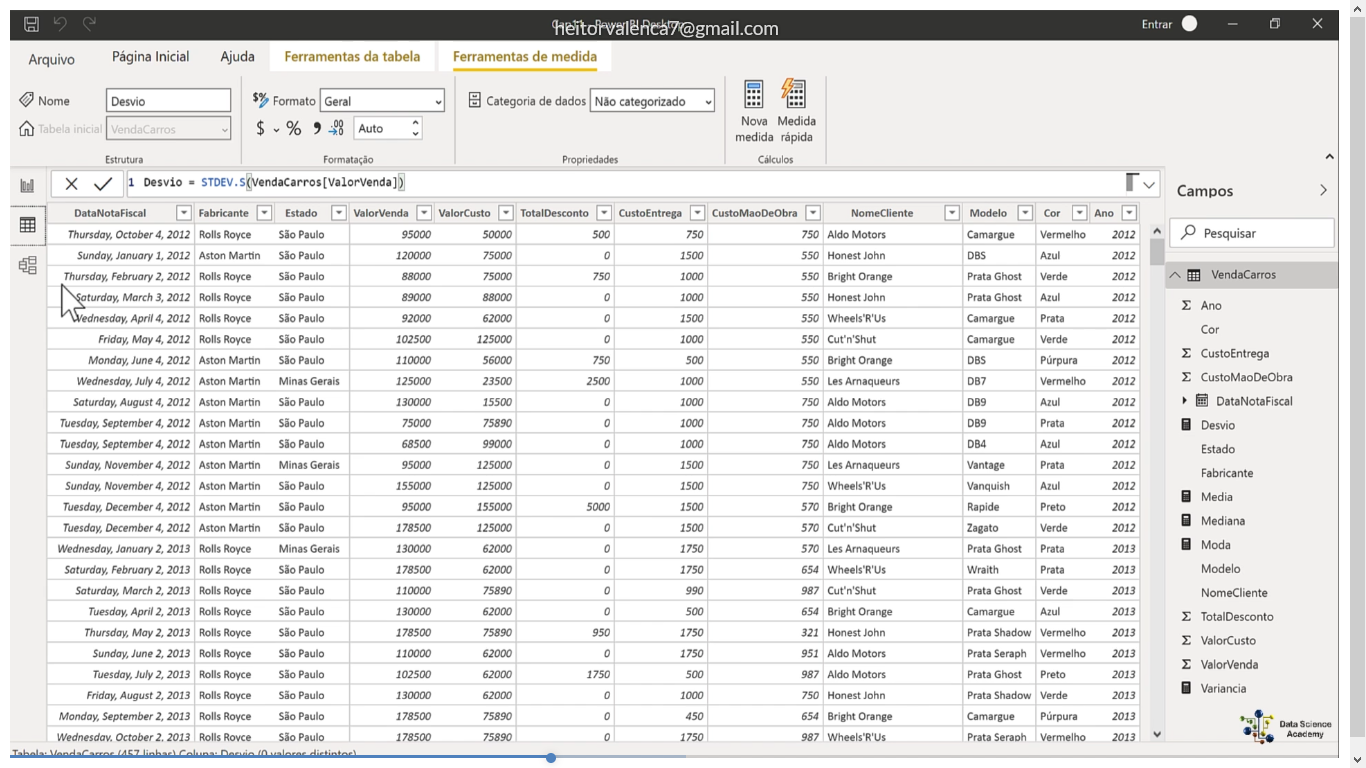 Entrar
heitorvalenca7@gmail.com
Arquivo Página Inicial Ajuda Ferramentas da tabela Ferramentas de medida
Nome Desvio Formato Geral Categoria de dados Não categorizado
Tabela inicial VendaCarros $ % Auto Nova medida Medida rápida
Estrutura Formatação Propriedades Cálculos
1 Desvio = STDEV.S(VendaCarros[ValorVenda])
DataNotaFiscal Fabricante Estado ValorVenda ValorCusto TotalDesconto CustoEntrega CustoMaoDeObra NomeCliente Modelo Cor Ano
Thursday, October 4, 2012 Rolls Royce São Paulo 95000 50000 500 750 750 Aldo Motors Camargue Vermelho 2012
Sunday, January 1, 2012 Aston Martin São Paulo 120000 75000 0 1500 550 Honest John DBS Azul 2012
Thursday, February 2, 2012 Rolls Royce São Paulo 88000 75000 750 1000 550 Bright Orange Prata Ghost Verde 2012
Saturday, March 3, 2012 Rolls Royce São Paulo 89000 88000 0 1000 550 Honest John Prata Ghost Azul 2012
Wednesday, April 4, 2012 Rolls Royce São Paulo 92000 62000 0 1500 550 Wheels'R'Us Camargue Prata 2012
Friday, May 4, 2012 Rolls Royce São Paulo 102500 125000 0 1000 550 Cut'n'Shut Camargue Verde 2012
Monday, June 4, 2012 Aston Martin São Paulo 110000 56000 750 500 550 Bright Orange DBS Púrpura 2012
Wednesday, July 4, 2012 Aston Martin Minas Gerais 125000 23500 2500 1000 550 Les Arnaqueurs DB7 Vermelho 2012
Saturday, August 4, 2012 Aston Martin São Paulo 130000 15500 0 1000 750 Aldo Motors DB9 Azul 2012
Tuesday, September 4, 2012 Aston Martin São Paulo 75000 75890 0 1000 750 Aldo Motors DB9 Prata 2012
Tuesday, September 4, 2012 Aston Martin São Paulo 68500 99000 0 1000 750 Aldo Motors DB4 Azul 2012
Sunday, November 4, 2012 Aston Martin Minas Gerais 95000 125000 0 1500 750 Les Arnaqueurs Vantage Prata 2012
Sunday, November 4, 2012 Aston Martin São Paulo 155000 125000 0 1500 750 Wheels'R'Us Vanquish Azul 2012
Tuesday, December 4, 2012 Aston Martin São Paulo 95000 155000 5000 1500 570 Bright Orange Rapide Preto 2012
Tuesday, December 4, 2012 Aston Martin São Paulo 178500 125000 0 1500 570 Cut'n'Shut Zagato Verde 2012
Wednesday, January 2, 2013 Rolls Royce Minas Gerais 130000 62000 0 1750 570 Les Arnaqueurs Prata Ghost Prata 2013
Saturday, February 2, 2013 Rolls Royce São Paulo 178500 62000 0 1750 654 Wheels'R'Us Wraith Prata 2013
Saturday, March 2, 2013 Rolls Royce São Paulo 110000 75890 0 990 987 Cut'n'Shut Prata Ghost Prata 2013
Tuesday, April 2, 2013 Rolls Royce São Paulo 130000 62000 0 500 654 Bright Orange Camargue Azul 2013
Thursday, May 2, 2013 Rolls Royce São Paulo 178500 75890 950 1750 321 Honest John Prata Shadow Vermelho 2013
Sunday, June 2, 2013 Rolls Royce São Paulo 110000 62000 0 1750 951 Aldo Motors Prata Seraph Vermelho 2013
Tuesday, July 2, 2013 Rolls Royce São Paulo 102500 62000 1750 500 987 Aldo Motors Prata Ghost Preto 2013
Friday, August 2, 2013 Rolls Royce São Paulo 130000 62000 0 1000 750 Honest John Prata Shadow Verde 2013
Monday, September 2, 2013 Rolls Royce São Paulo 178500 75890 0 450 654 Bright Orange Camargue Púrpura 2013
Wednesday, October 2, 2013 Rolls Royce São Paulo 178500 75890 0 1750 987 Wheels'R'Us Prata Seraph Vermelho 2013
Tabela: VendaCarros (457 linhas) Coluna: Desvio (0 valores distintos)
Campos
Pesquisar
VendaCarros
Ano
Cor
CustoEntrega
CustoMaoDeObra
DataNotaFiscal
Desvio
Estado
Fabricante
Media
Mediana
Moda
Modelo
NomeCliente
TotalDesconto
ValorCusto
ValorVenda
Variancia
Data Science
Academy